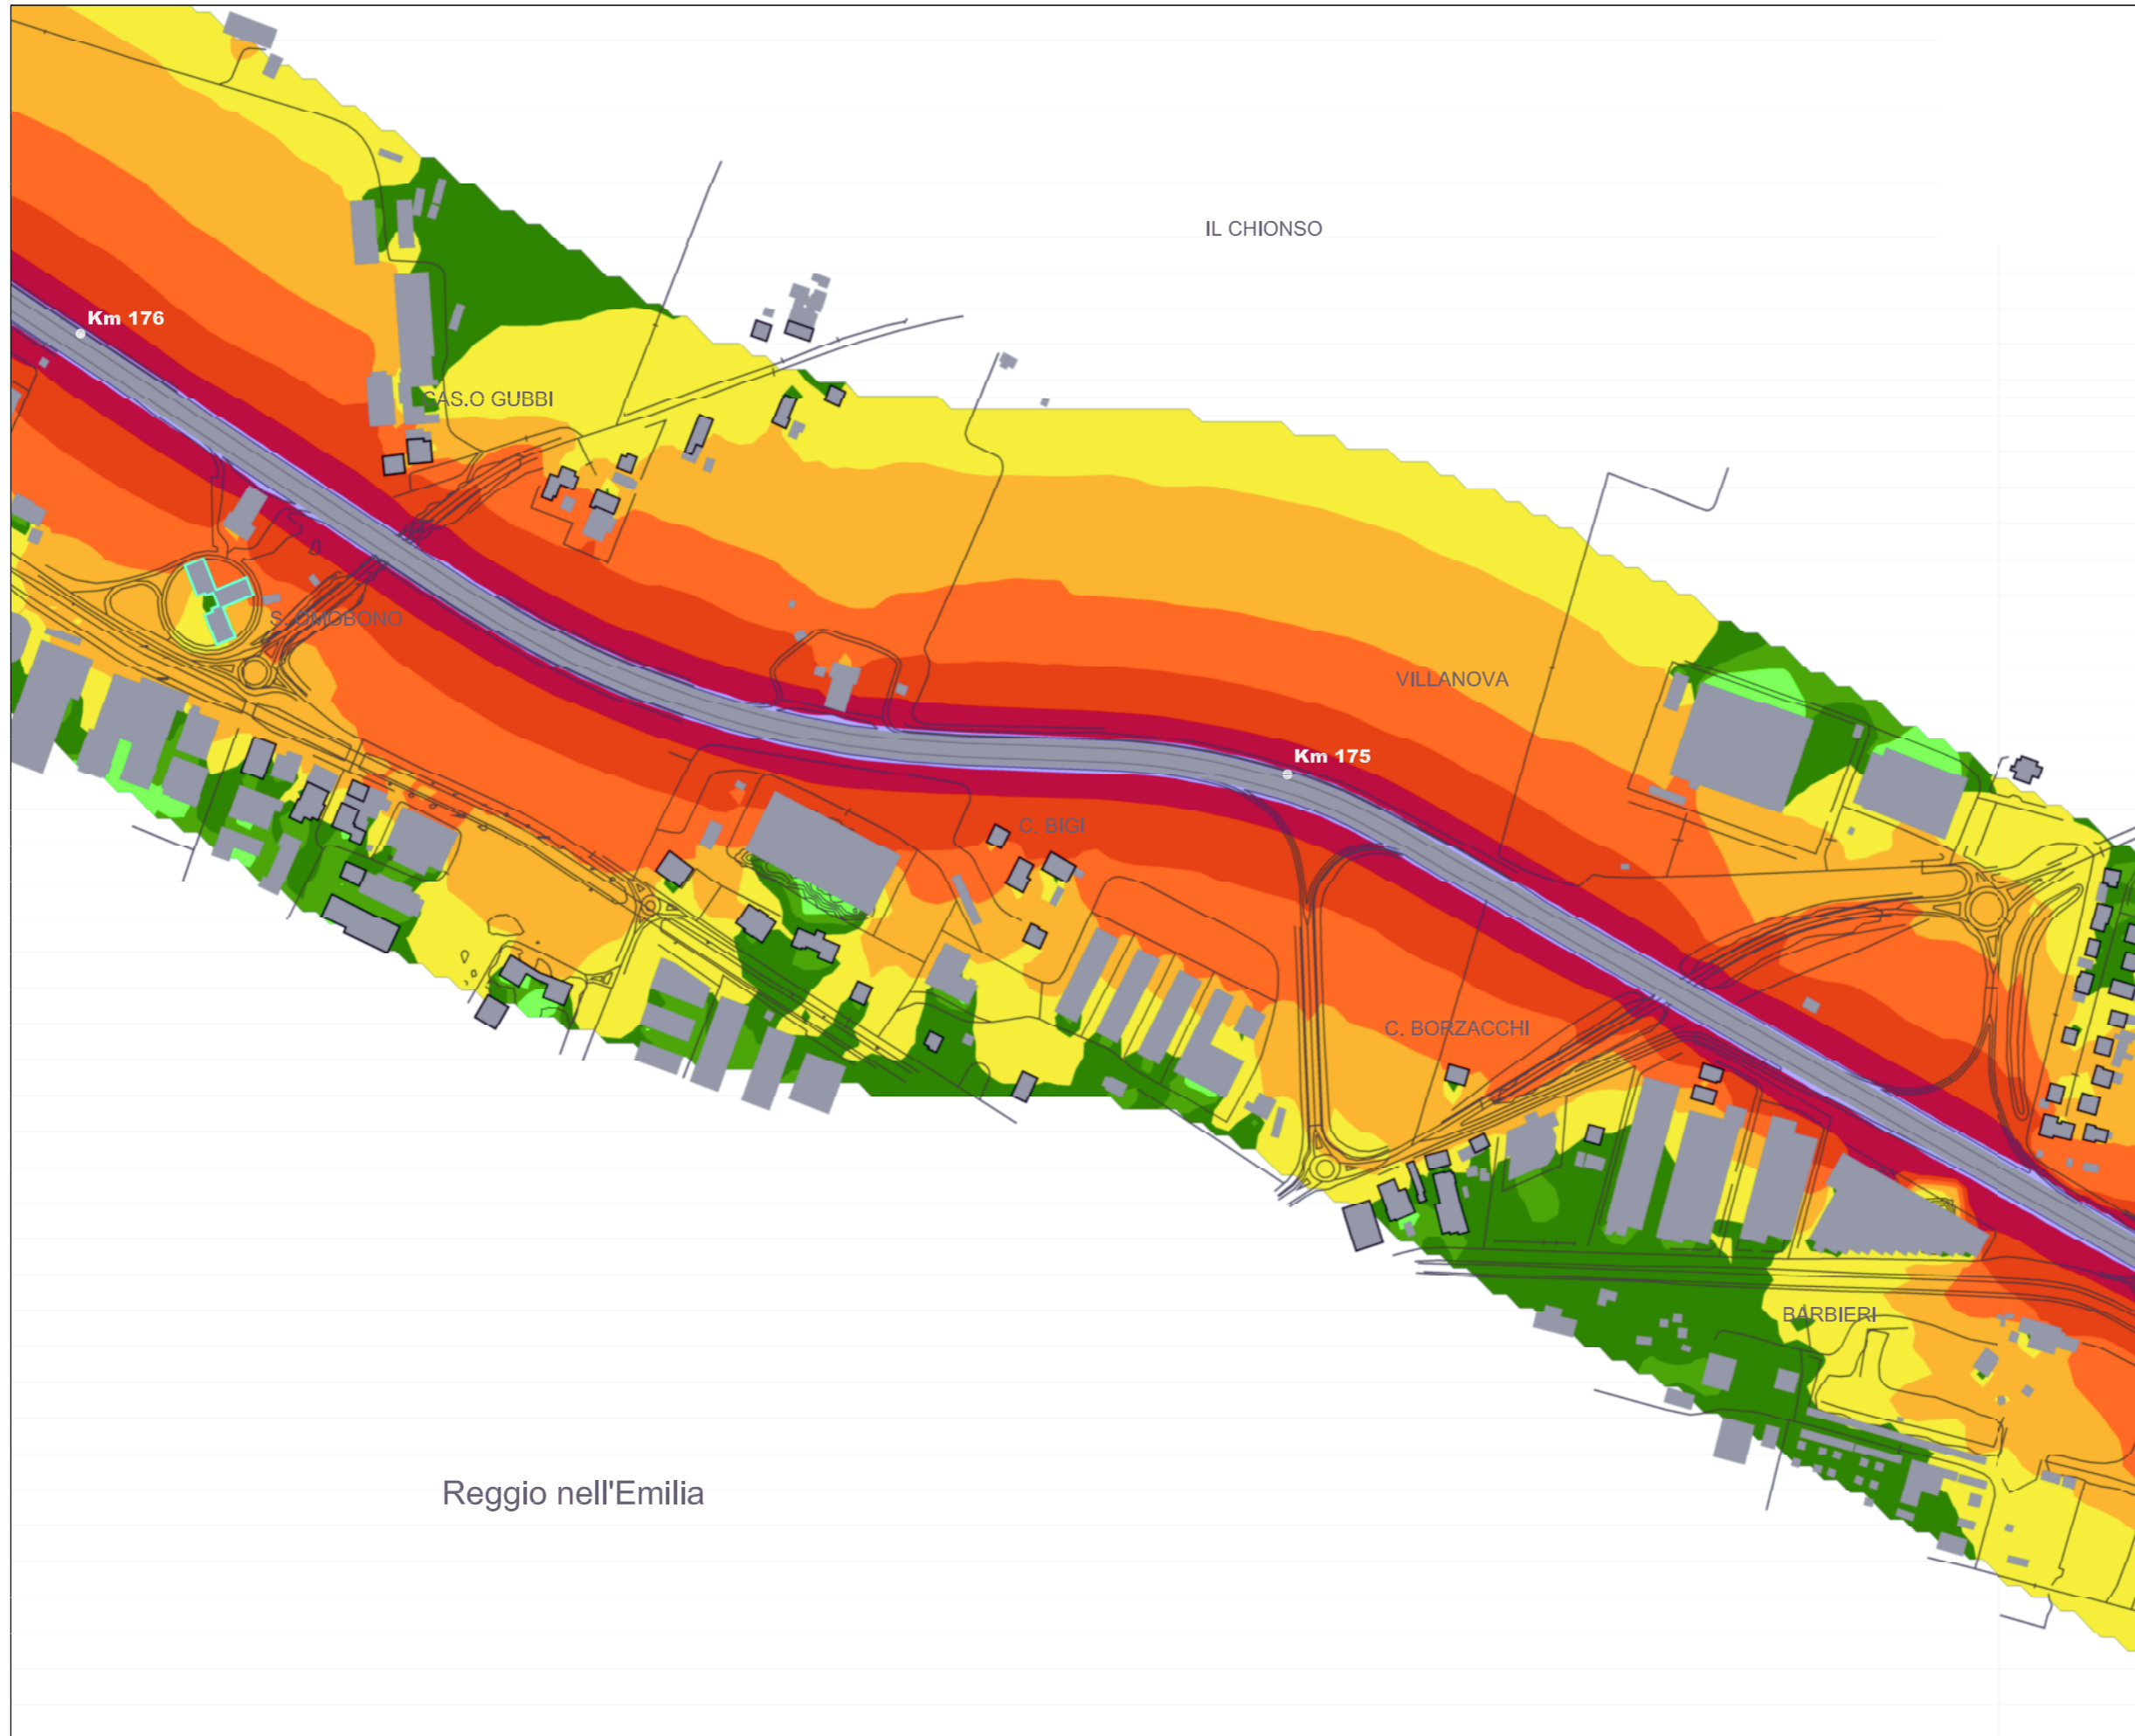 IL CHIONSO
Km 176
CAS.O GUBBI
S. OMOBONO
VILLANOVA
Km 175
C. BIGI
C. BORZACCHI
BARBIERI
Reggio nell'Emilia